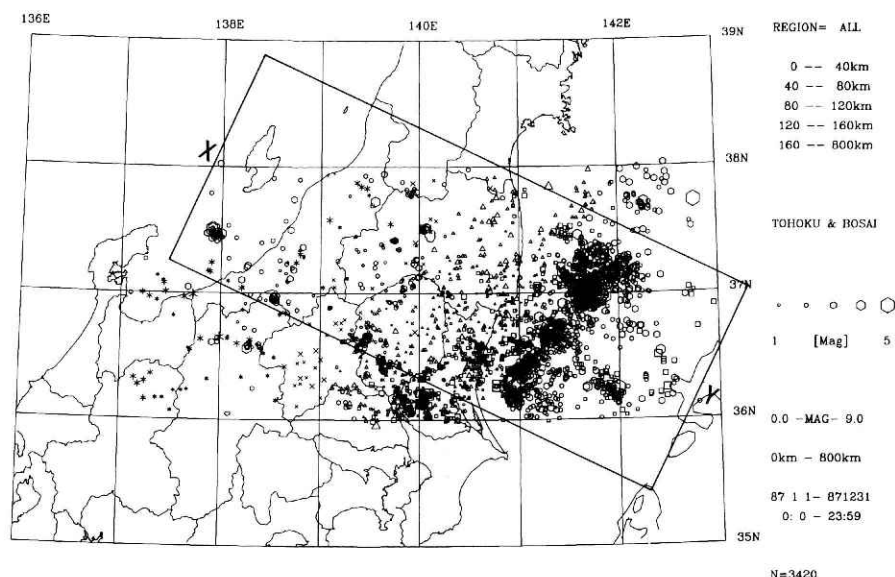 136E 138E 140E 142E
39N
38N
37N
36N
35N
X
X
REGION= ALL
0 -- 40km
40 -- 80km
80 -- 120km
120 -- 160km
160 -- 800km
TOHOKU & BOSAI
1 [Mag] 5
0.0 -MAG- 9.0
0km - 800km
87 1 1- 871231
0: 0 - 23:59
N=3420